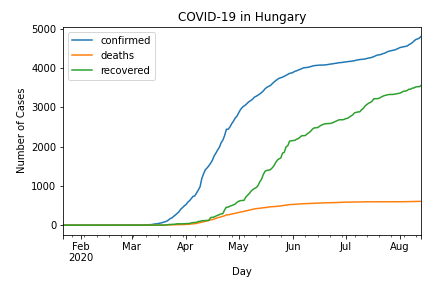 COVID-19 in Hungary
confirmed
deaths
recovered
Number of Cases
5000
4000
3000
2000
1000
0
Feb Mar Apr May Jun Jul Aug
2020
Day